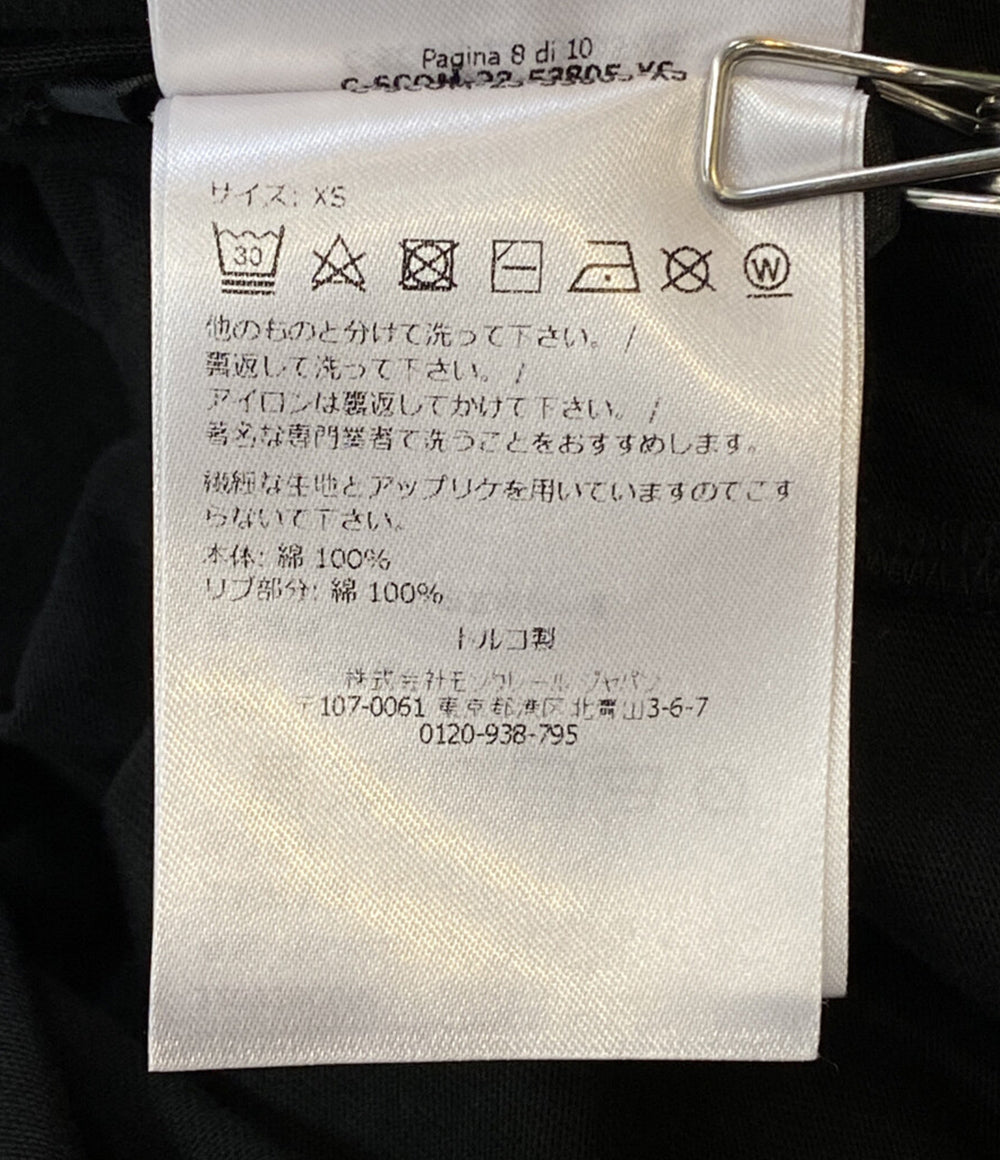 Pagina 8 di 10
サイズ: XS
30
W
他のものと分けて洗って下さい。 /
裏返して洗って下さい。 /
アイロンは裏返してかけて下さい。 /
著名な専門業者で洗うことをおすすめします。
繊細な生地とアップリケを用いていますのでこす
らないで下さい。
本体: 綿 100%
リブ部分: 綿 100%
トルコ製
株式会社モンクレール ジャパン
〒107-0061 東京都港区北青山3-6-7
0120-938-795